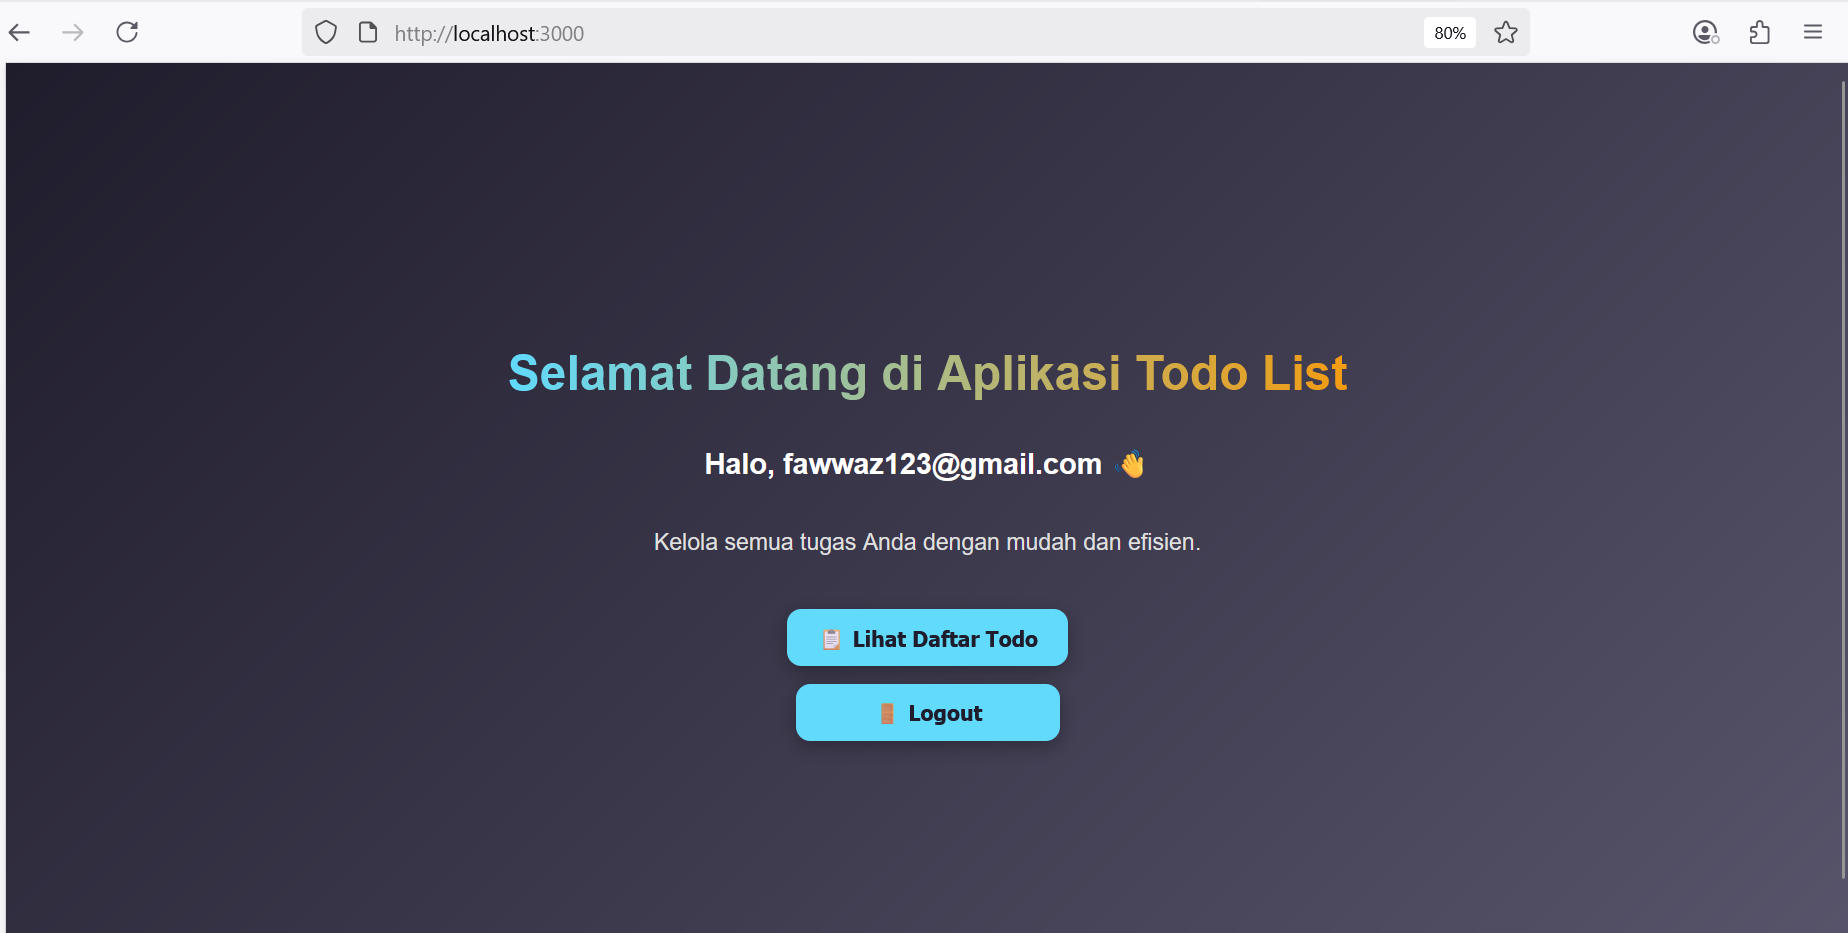 http://localhost:3000
80%
Selamat Datang di Aplikasi Todo List
Halo, fawwaz123@gmail.com 👋
Kelola semua tugas Anda dengan mudah dan efisien.
📋 Lihat Daftar Todo
🚪 Logout